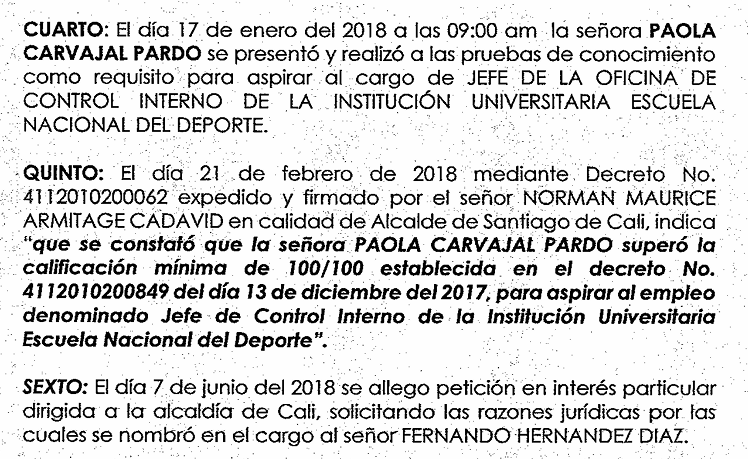 CUARTO: El día 17 de enero del 2018 a las 09:00 am la señora PAOLA
CARVAJAL PARDO se presentó y realizó a las pruebas de conocimiento
como requisito para aspirar al cargo de JEFE DE LA OFICINA DE
CONTROL INTERNO DE LA INSTITUCIÓN UNIVERSITARIA ESCUELA
NACIONAL DEL DEPORTE.
QUINTO: El día 21 de febrero de 2018 mediante Decreto No.
4112010200062 expedido y firmado por el señor NORMAN MAURICE
ARMITAGE CADAVID en calidad de Alcalde de Santiago de Cali, indica
"que se constató que la señora PAOLA CARVAJAL PARDO superó la
calificación mínima de 100/100 establecida en el decreto No.
4112010200849 del día 13 de diciembre del 2017, para aspirar al empleo
denominado Jefe de Control Interno de la Institución Universitaria
Escuela Nacional del Deporte".
SEXTO: El día 7 de junio del 2018 se allego petición en interés particular
dirigida a la alcaldía de Cali, solicitando las razones jurídicas por las
cuales se nombró en el cargo al señor FERNANDO HERNANDEZ DIAZ.